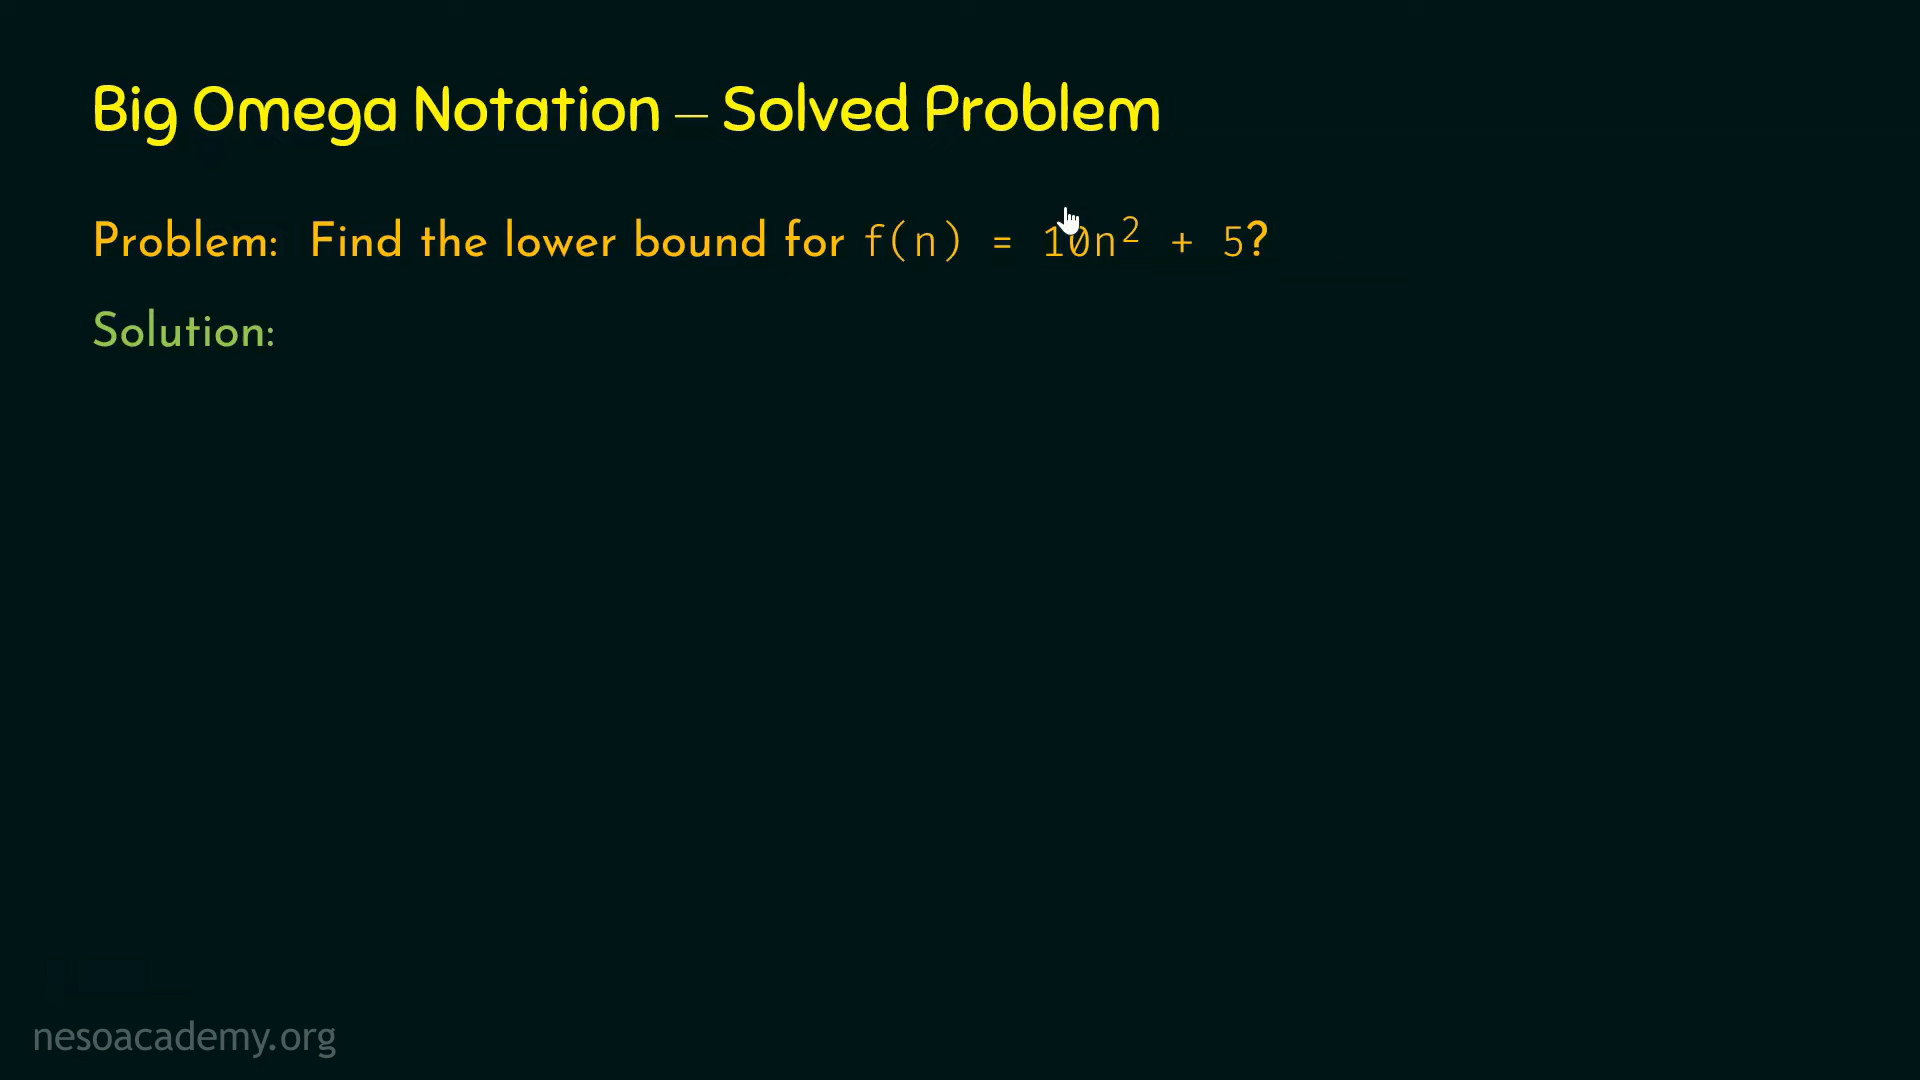 Big Omega Notation – Solved Problem
Problem: Find the lower bound for f(n) = 10n² + 5?
Solution:
nesoacademy.org